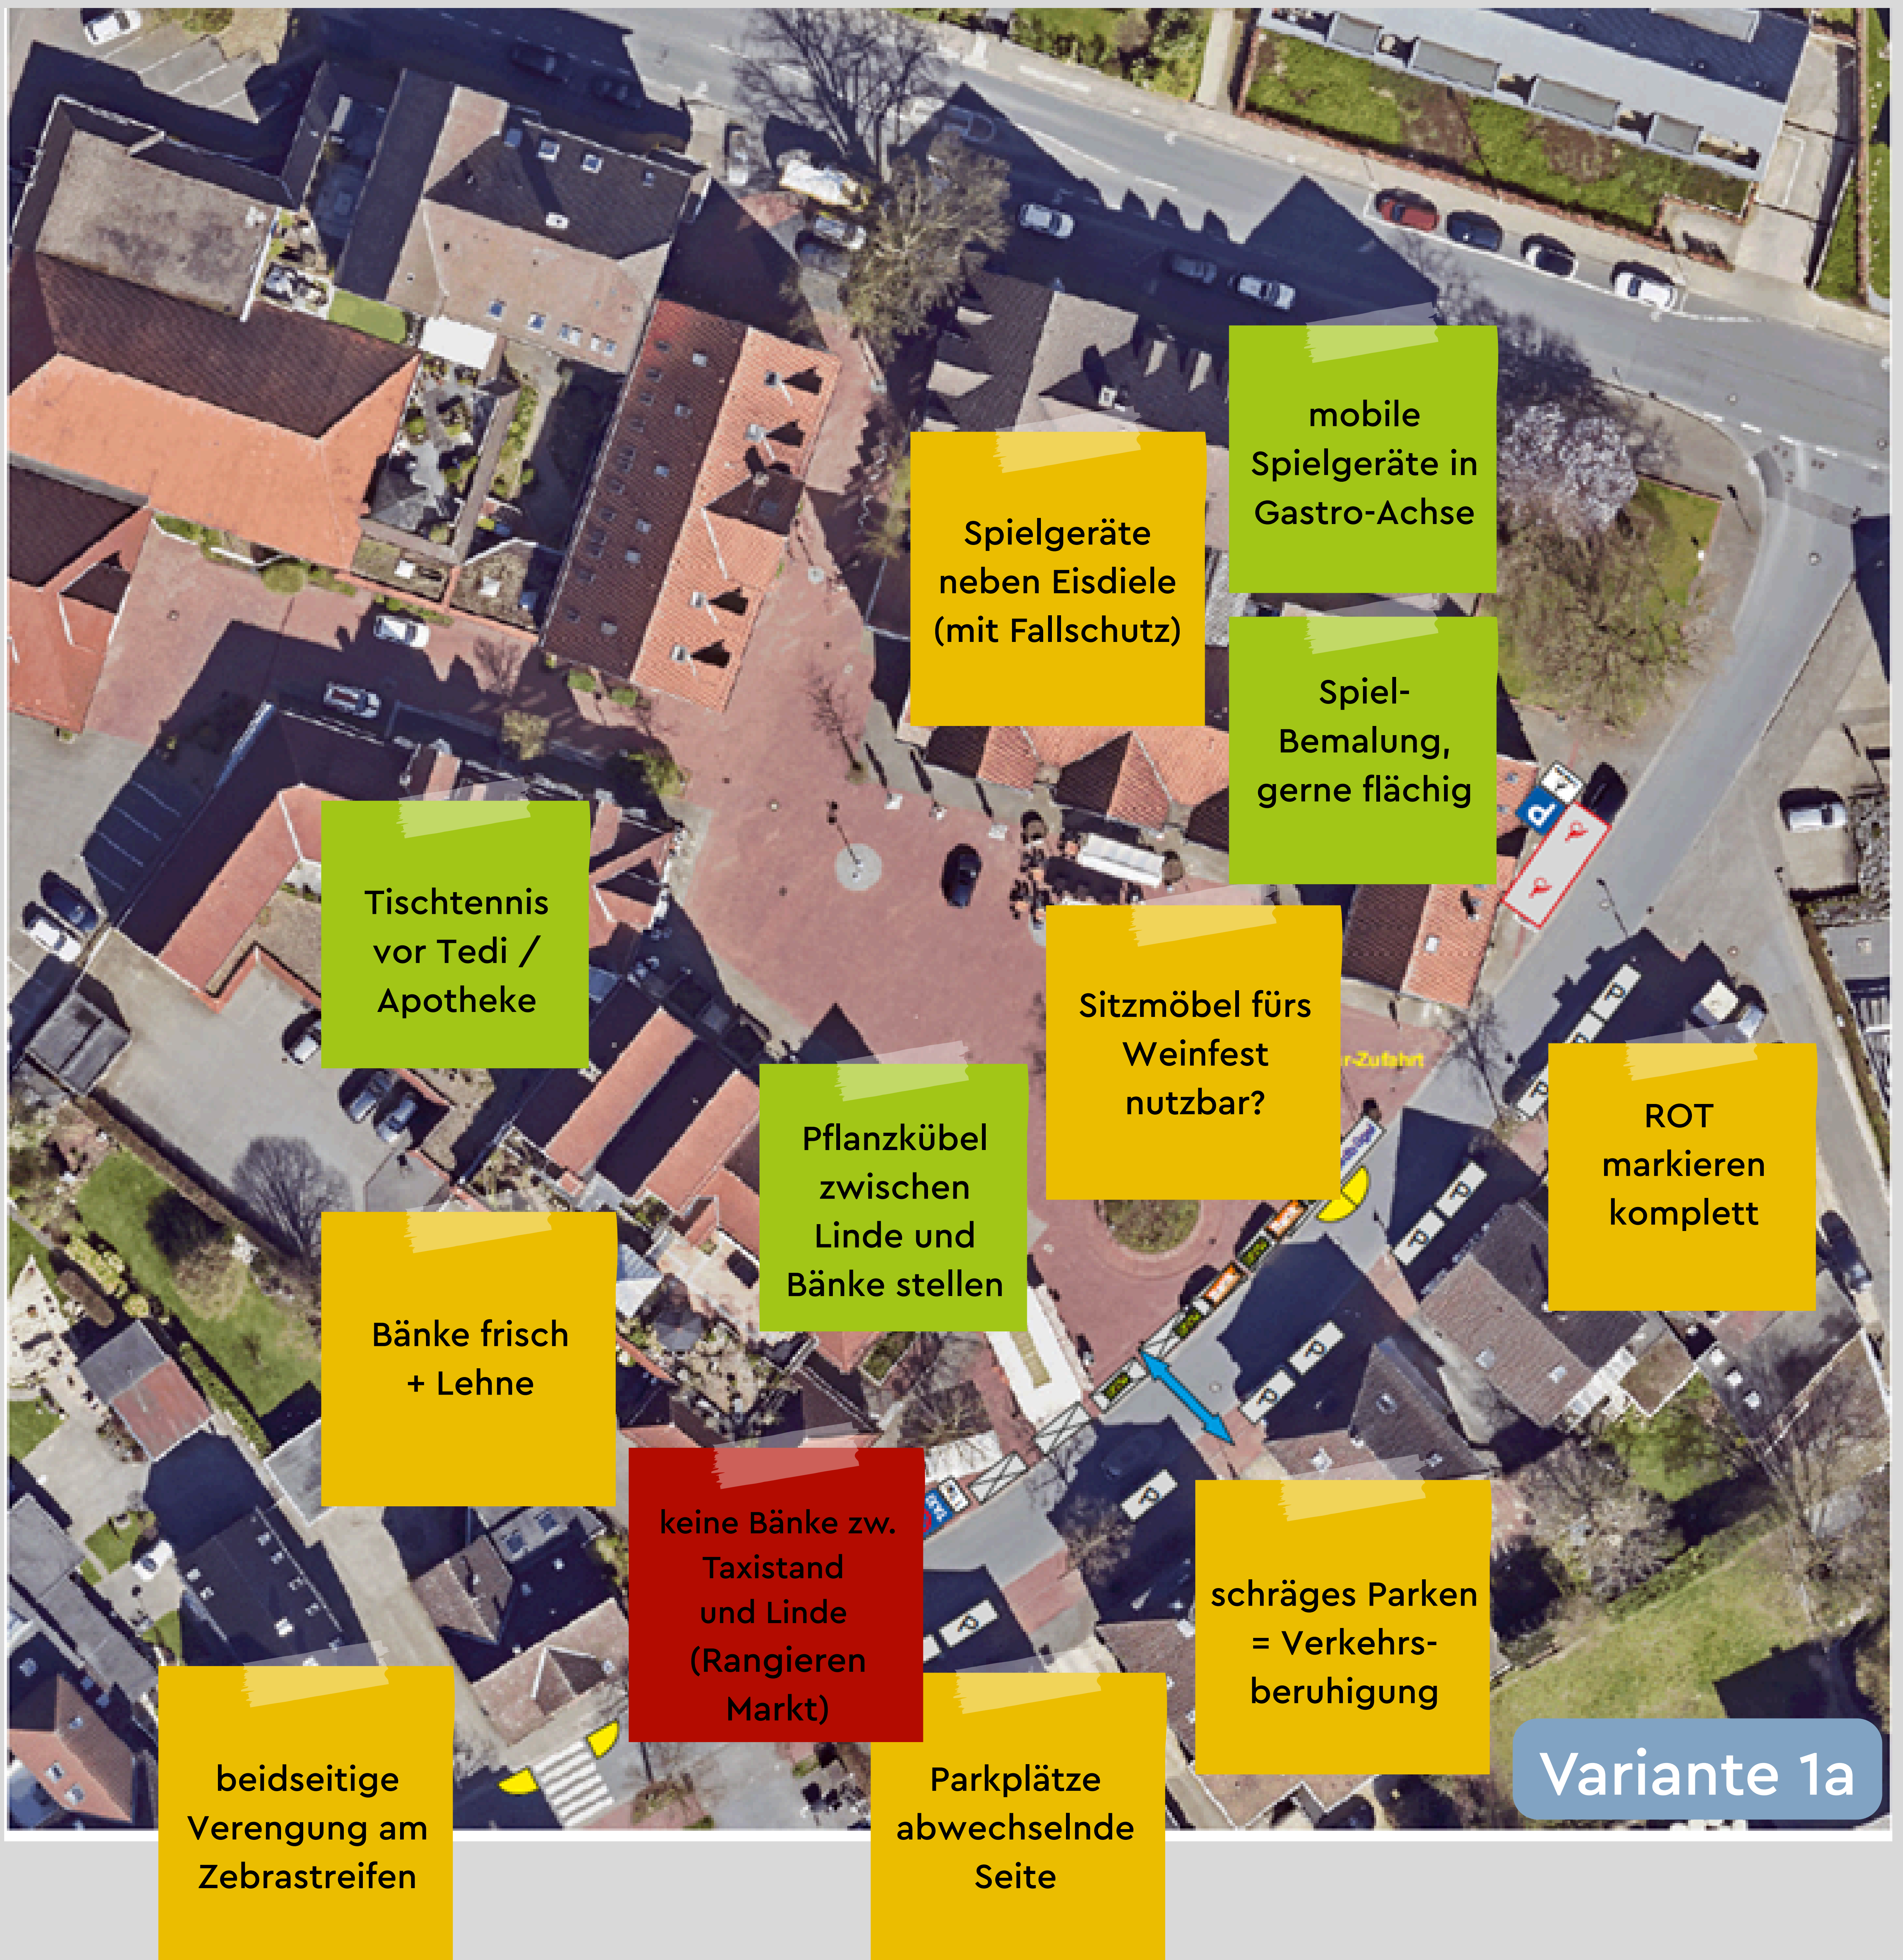 mobile
Spielgeräte in
Gastro-Achse
Spielgeräte
neben Eisdiele
(mit Fallschutz)
Spiel-
Bemalung,
gerne flächig
P
Tischtennis
vor Tedi /
Apotheke
Sitzmöbel fürs
Weinfest
nutzbar?
r-Zufahrt
P
P
ROT
markieren
komplett
Pflanzkübel
zwischen
Linde und
Bänke stellen
P
P
Bänke frisch
+ Lehne
P
P
keine Bänke zw.
Taxistand
und Linde
(Rangieren
Markt)
TAXI
P
P
schräges Parken
= Verkehrs-
beruhigung
beidseitige
Verengung am
Zebrastreifen
Parkplätze
abwechselnde
Seite
Variante 1a